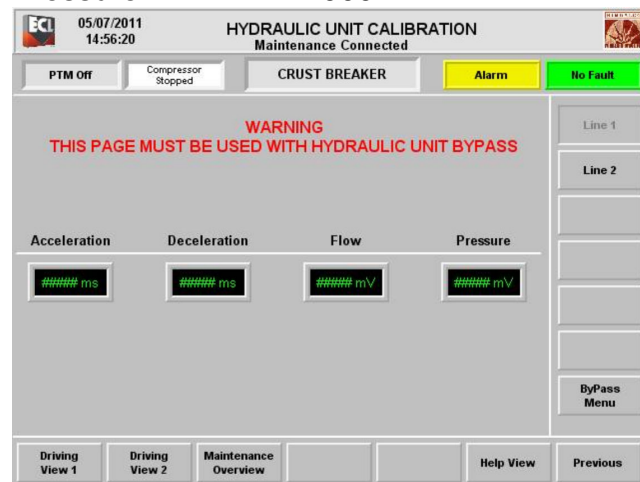 ECL
05/07/2011
14:56:20
HYDRAULIC UNIT CALIBRATION
Maintenance Connected
PTM Off
Compressor
Stopped
CRUST BREAKER
Alarm
No Fault
WARNING
THIS PAGE MUST BE USED WITH HYDRAULIC UNIT BYPASS
Line 1
Line 2
Acceleration
Deceleration
Flow
Pressure
##### ms
##### ms
##### mV
##### mV
ByPass
Menu
Driving
View 1
Driving
View 2
Maintenance
Overview
Help View
Previous